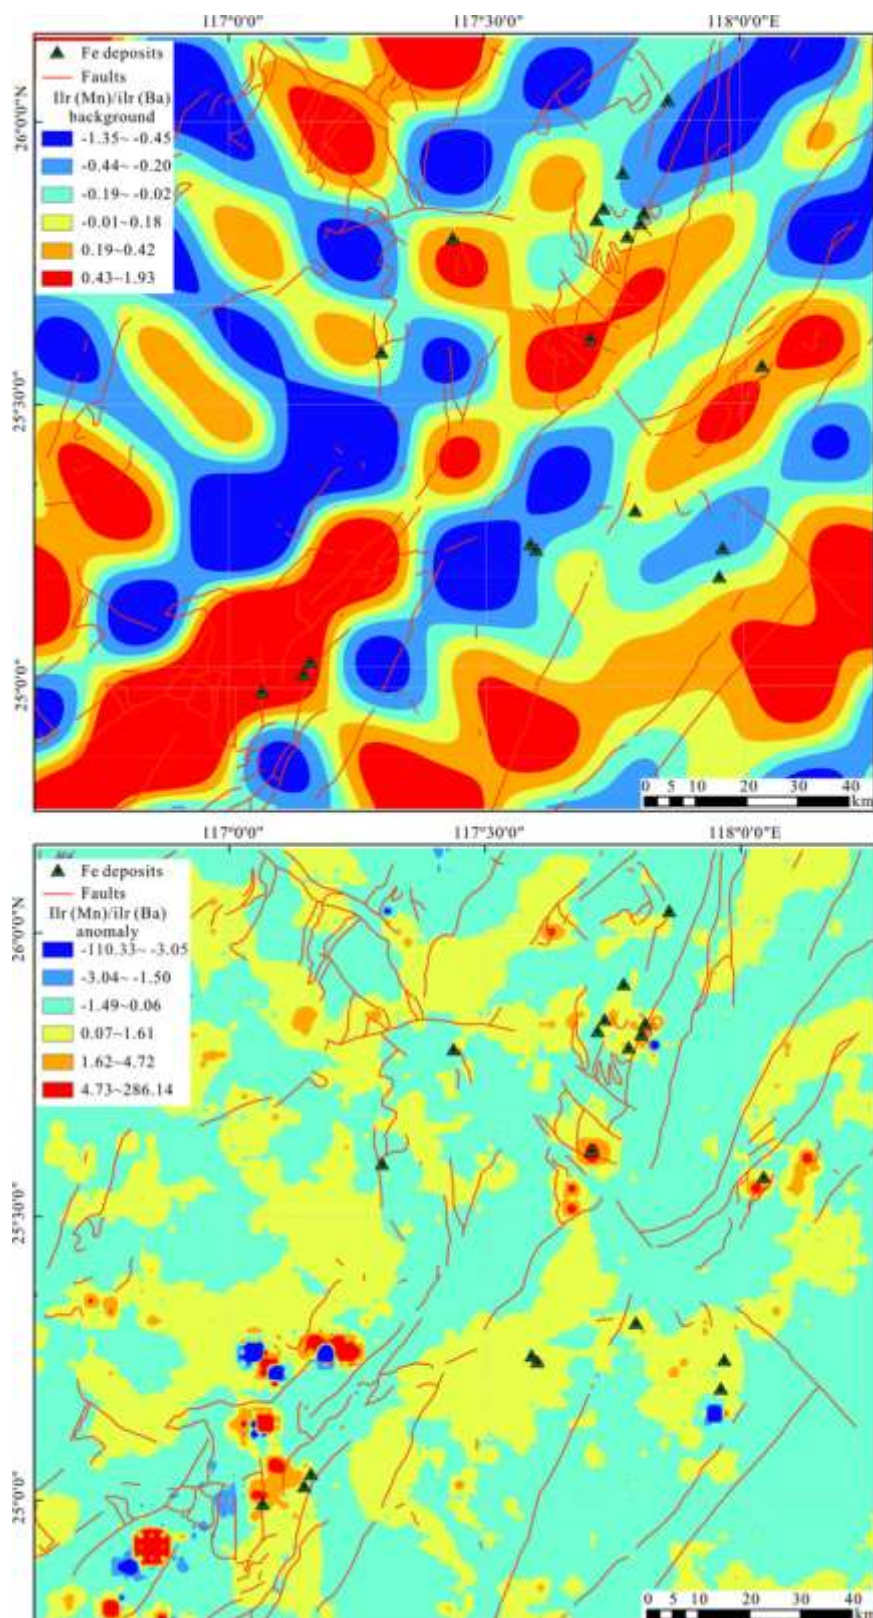 117°0'0" 117°30'0" 118°0'0"E
Fe deposits
Faults
Ilr (Mn)/ilr (Ba)
background
-1.35~ -0.45
-0.44~ -0.20
-0.19~ -0.02
-0.01~0.18
0.19~0.42
0.43~1.93
26°0'0"N
25°30'0"
25°0'0"
0 5 10 20 30 40
km
117°0'0" 117°30'0" 118°0'0"E
Fe deposits
Faults
Ilr (Mn)/ilr (Ba)
anomaly
-110.33~ -3.05
-3.04~ -1.50
-1.49~0.06
0.07~1.61
1.62~4.72
4.73~286.14
26°0'0"N
25°30'0"
25°0'0"
0 5 10 20 30 40
km